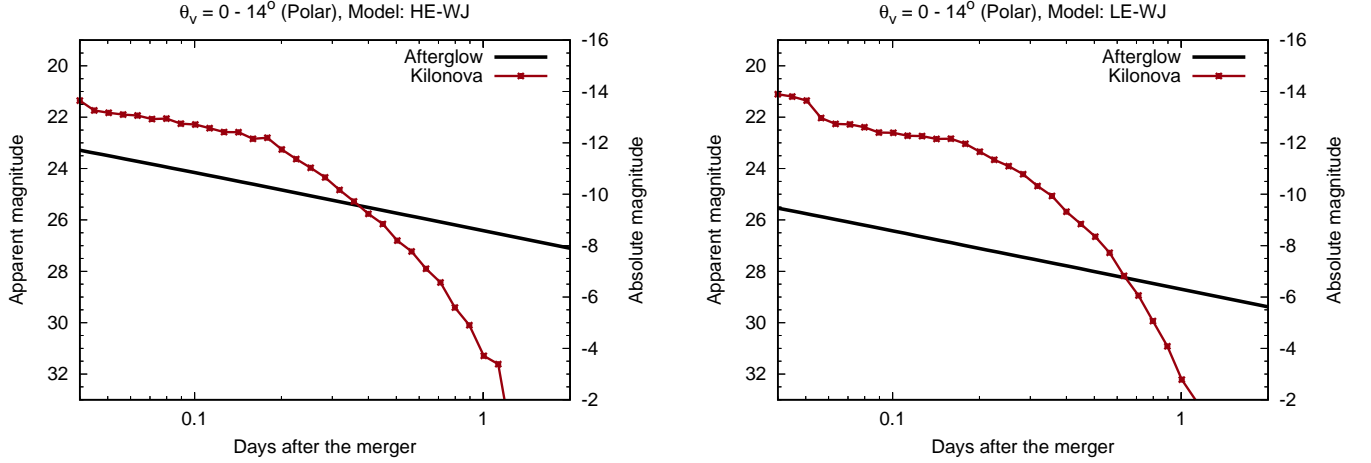 θv = 0 - 14° (Polar), Model: HE-WJ
Afterglow
Kilonova
Apparent magnitude
20
22
24
26
28
30
32
-16
-14
-12
-10
-8
-6
-4
-2
Absolute magnitude
0.1
1
Days after the merger
θv = 0 - 14° (Polar), Model: LE-WJ
Afterglow
Kilonova
Apparent magnitude
20
22
24
26
28
30
32
-16
-14
-12
-10
-8
-6
-4
-2
Absolute magnitude
0.1
1
Days after the merger